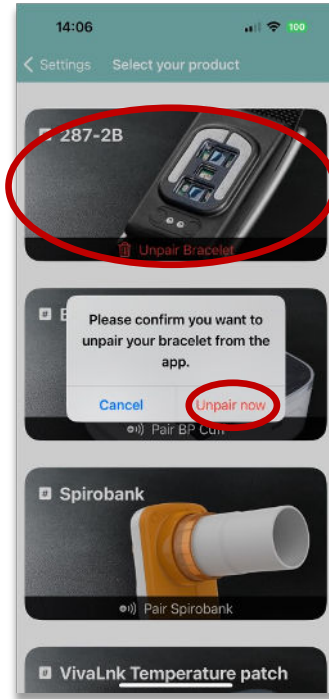 14:06
100
Settings Select your product
# 287-2B
Unpair Bracelet
Please confirm you want to
unpair your bracelet from the
app.
Cancel Unpair now
Pair BP Cuff
# Spirobank
Pair Spirobank
# VivaLnk Temperature patch